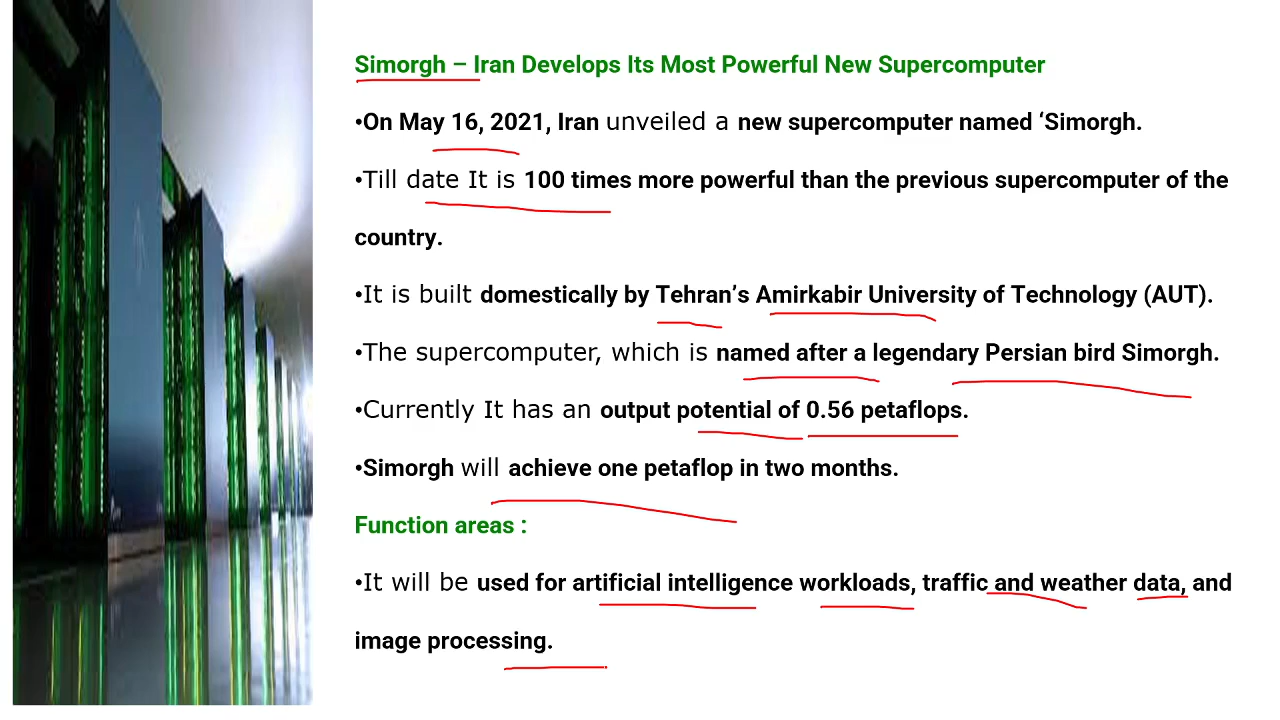 Simorgh – Iran Develops Its Most Powerful New Supercomputer
•On May 16, 2021, Iran unveiled a new supercomputer named ‘Simorgh.
•Till date It is 100 times more powerful than the previous supercomputer of the
country.
•It is built domestically by Tehran’s Amirkabir University of Technology (AUT).
•The supercomputer, which is named after a legendary Persian bird Simorgh.
•Currently It has an output potential of 0.56 petaflops.
•Simorgh will achieve one petaflop in two months.
Function areas :
•It will be used for artificial intelligence workloads, traffic and weather data, and
image processing.